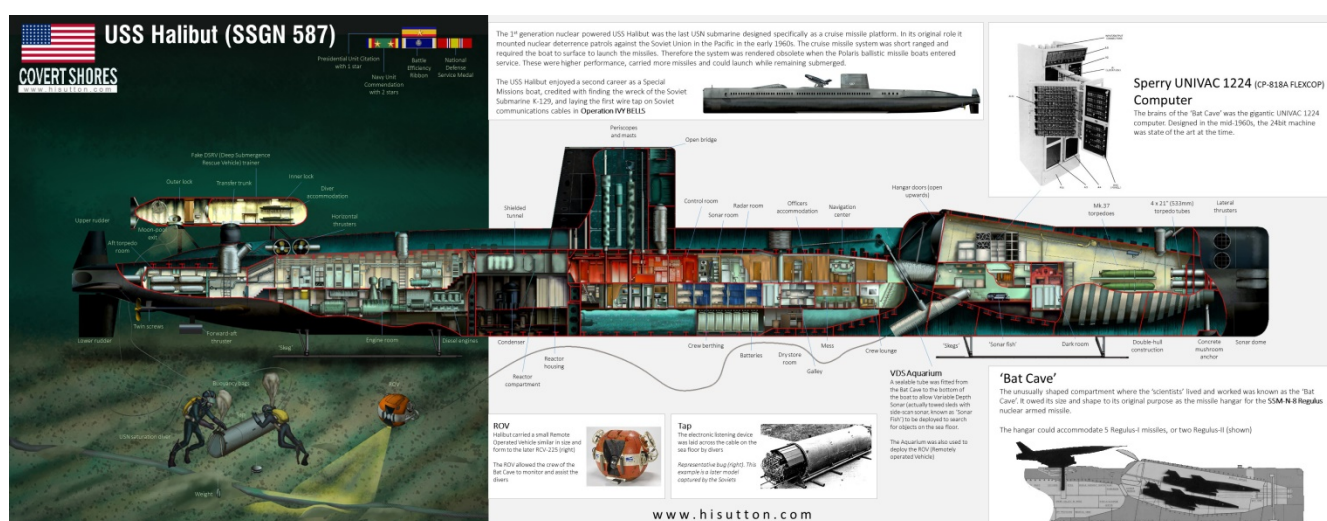 USS Halibut (SSGN 587)
COVERT SHORES
www.hisutton.com
Presidential Unit Citation
with 1 star
Navy Unit
Commendation
with 2 stars
Battle
Efficiency
Ribbon
National
Defense
Service Medal
The 1st generation nuclear powered USS Halibut was the last USN submarine designed specifically as a cruise missile platform. In its original role it
mounted nuclear deterrence patrols against the Soviet Union in the Pacific in the early 1960s. The cruise missile system was short ranged and
required the boat to surface to launch the missiles. Therefore the system was rendered obsolete when the Polaris ballistic missile boats entered
service. These were higher performance, carried more missiles and could launch while remaining submerged.
The USS Halibut enjoyed a second career as a Special
Missions boat, credited with finding the wreck of the Soviet
Submarine K-129, and laying the first wire tap on Soviet
communications cables in Operation IVY BELLS
Sperry UNIVAC 1224 (CP-818A FLEXCOP)
Computer
The brains of the 'Bat Cave' was the gigantic UNIVAC 1224
computer. Designed in the mid-1960s, the 24bit machine
was state of the art at the time.
Fake DSRV (Deep Submergence
Rescue Vehicle) trainer
Outer lock
Transfer trunk
Inner lock
Diver
accommodation
Upper rudder
Moon-pool
exit
Aft torpedo
room
Horizontal
thrusters
Shielded
tunnel
Periscopes
and masts
Open bridge
Control room
Sonar room
Radar room
Officers
accommodation
Navigation
center
Hangar doors (open
upwards)
Mk.37
torpedoes
4 x 21" (533mm)
torpedo tubes
Lateral
thrusters
Twin screws
Lower rudder
Forward-aft
thruster
'Skeg'
Engine room
Diesel engines
Condenser
Reactor
compartment
Reactor
housing
Crew berthing
Batteries
Dry store
room
Galley
Mess
Crew lounge
'Skegs'
'Sonar fish'
Dark room
Double-hull
construction
Concrete
mushroom
anchor
Sonar dome
Buoyancy bags
ROV
USN saturation diver
Weight
ROV
Halibut carried a small Remote
Operated Vehicle similar in size and
form to the later RCV-225 (right)
The ROV allowed the crew of the
Bat Cave to monitor and assist the
divers
Tap
The electronic listening device
was laid across the cable on the
sea floor by divers
Representative bug (right). This
example is a later model
captured by the Soviets
VDS Aquarium
A sealable tube was fitted from
the Bat Cave to the bottom of
the boat to allow Variable Depth
Sonar (actually towed sleds with
side-scan sonar, known as 'Sonar
Fish') to be deployed to search
for objects on the sea floor.
The Aquarium was also used to
deploy the ROV (Remotely
operated Vehicle)
'Bat Cave'
The unusually shaped compartment where the 'scientists' lived and worked was known as the 'Bat
Cave'. It owed its size and shape to its original purpose as the missile hangar for the SSM-N-8 Regulus
nuclear armed missile.
The hangar could accommodate 5 Regulus-I missiles, or two Regulus-II (shown)
www.hisutton.com